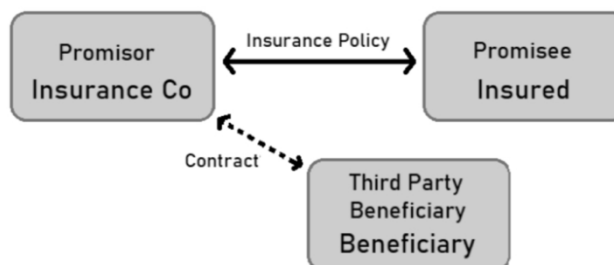 Promisor
Insurance Co
Insurance Policy
Promisee
Insured
Contract
Third Party
Beneficiary
Beneficiary